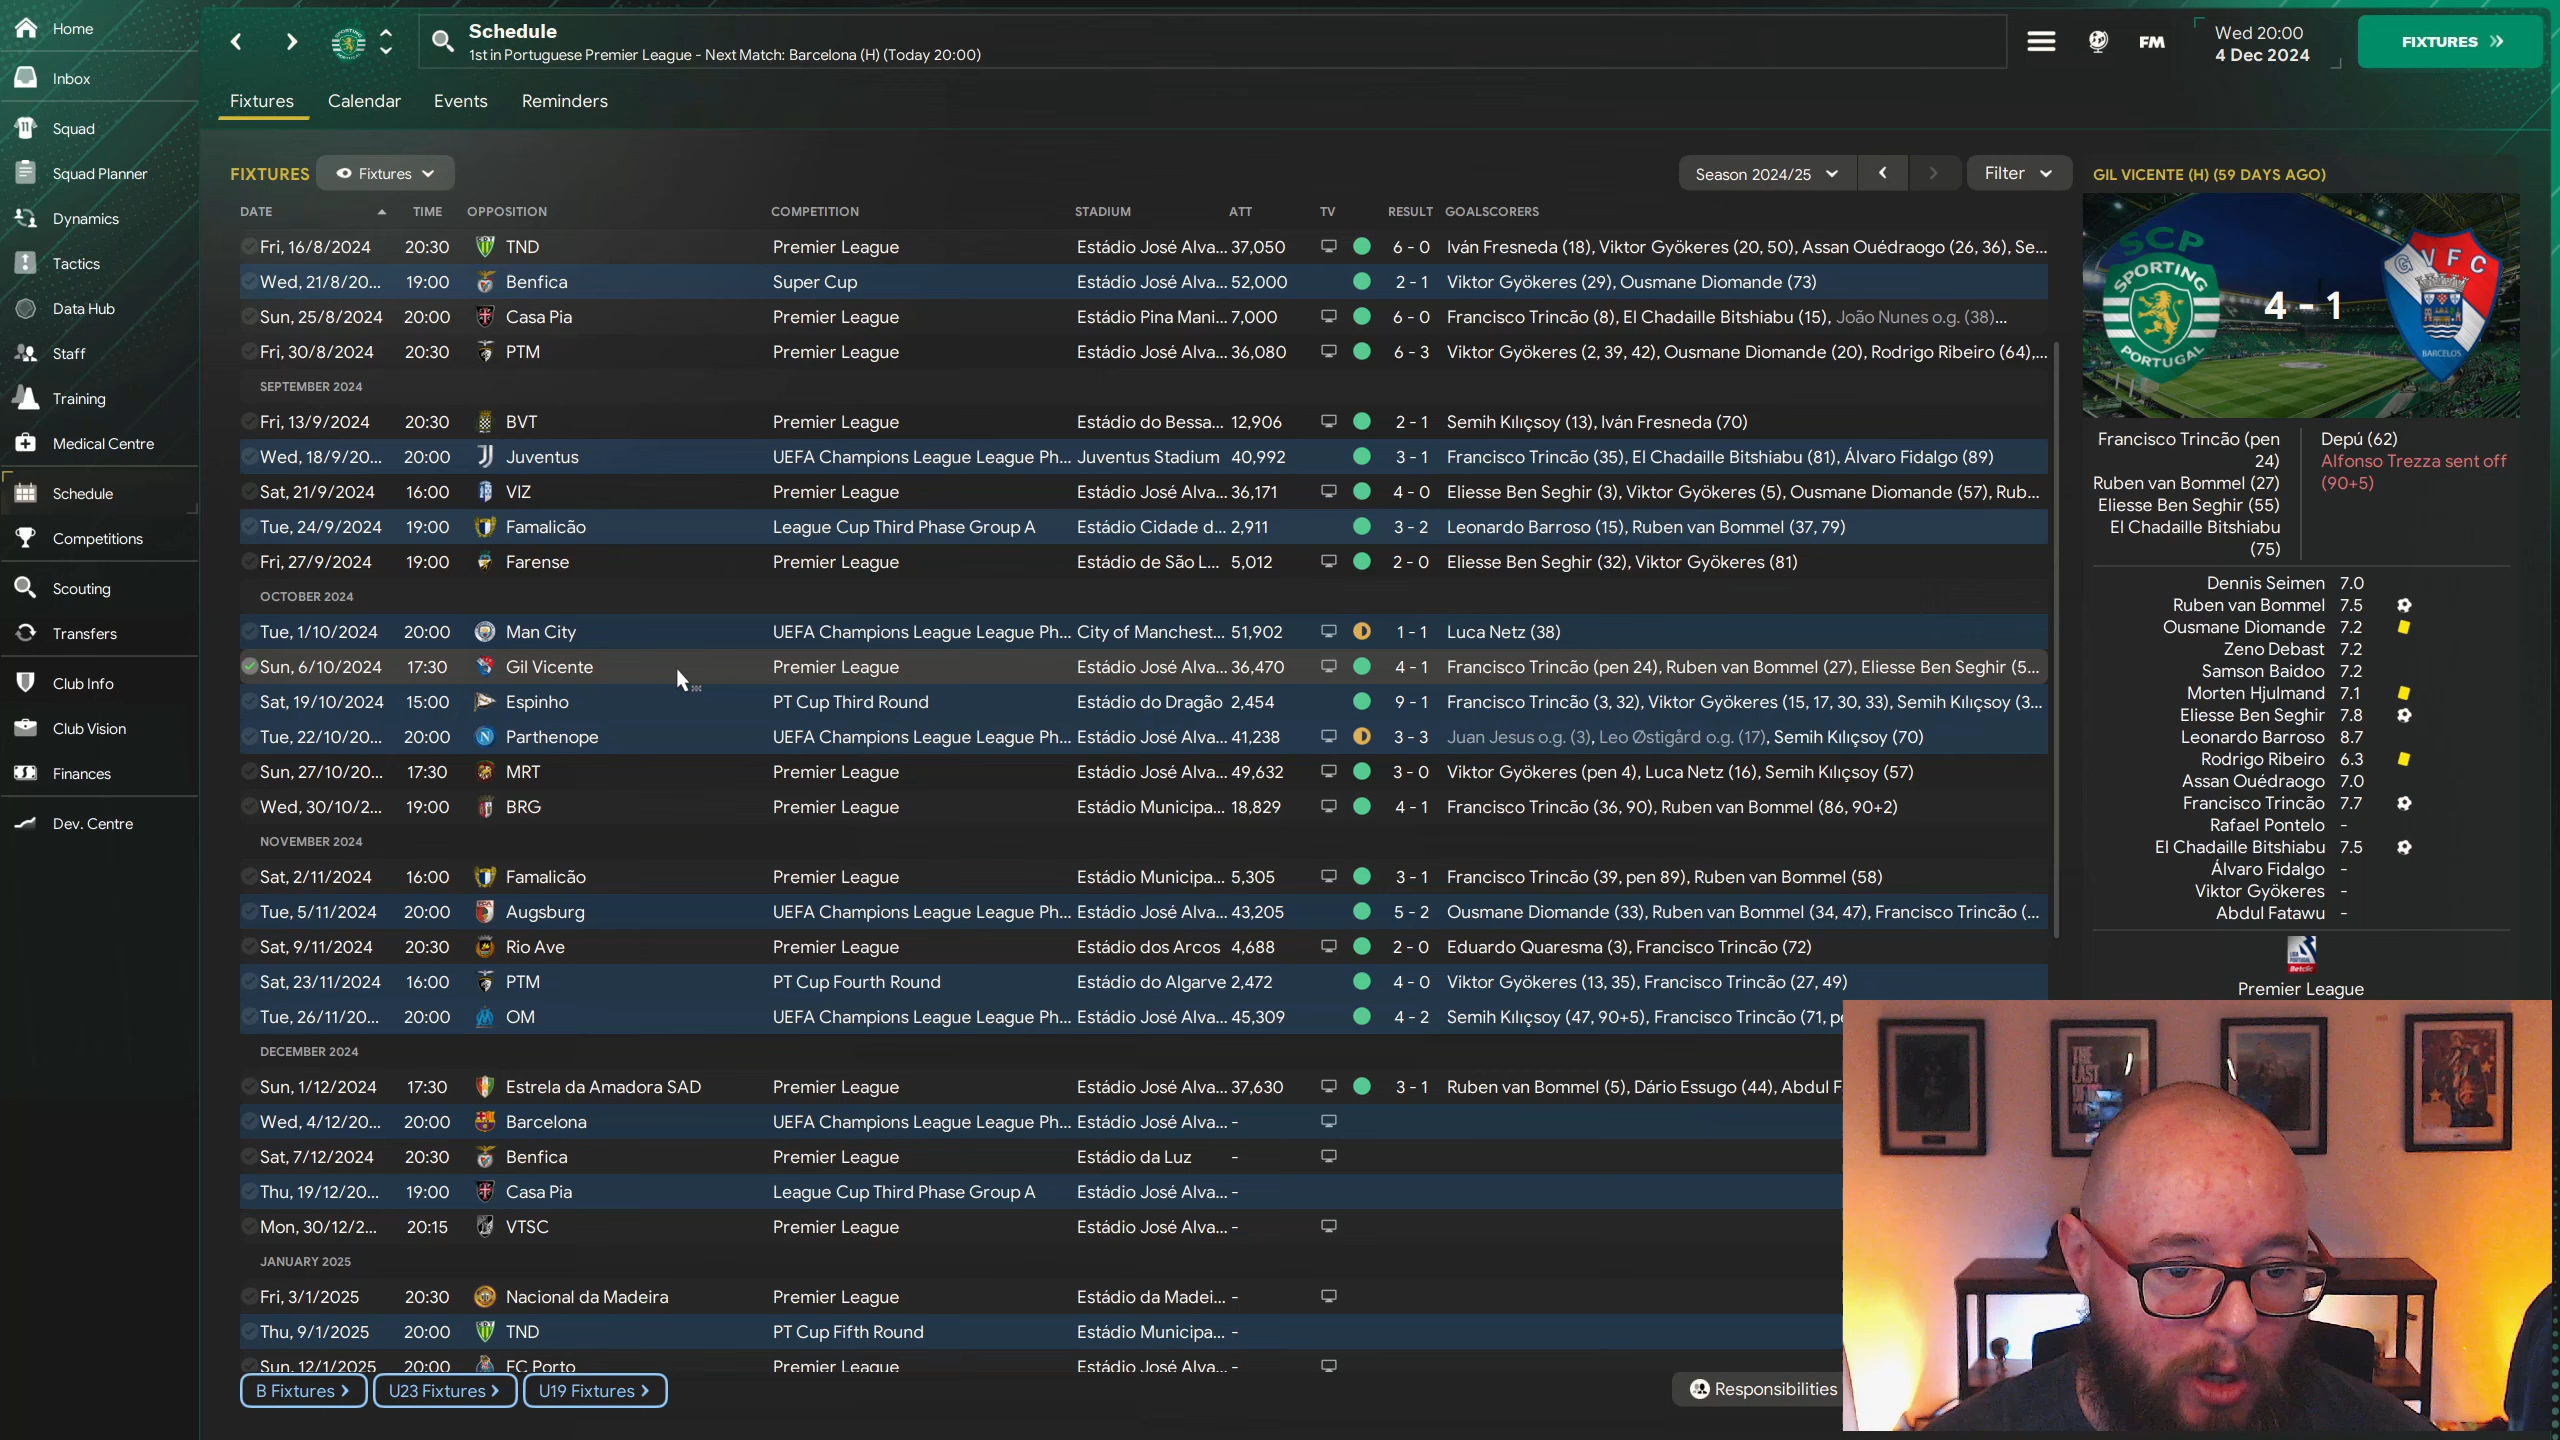 Home
Inbox
Squad
Squad Planner
Dynamics
Tactics
Data Hub
Staff
Training
Medical Centre
Schedule
Competitions
Scouting
Transfers
Club Info
Club Vision
Finances
Dev. Centre
Schedule
1st in Portuguese Premier League - Next Match: Barcelona (H) (Today 20:00)
FM
Wed 20:00
4 Dec 2024
FIXTURES
Fixtures Calendar Events Reminders
FIXTURES Fixtures Season 2024/25 Filter
DATE TIME OPPOSITION COMPETITION STADIUM ATT TV RESULT GOALSCORERS
Fri, 16/8/2024 20:30 TND Premier League Estádio José Alva... 37,050 6 - 0 Iván Fresneda (18), Viktor Gyökeres (20, 50), Assan Ouédraogo (26, 36), Se...
Wed, 21/8/20... 19:00 Benfica Super Cup Estádio José Alva... 52,000 2 - 1 Viktor Gyökeres (29), Ousmane Diomande (73)
Sun, 25/8/2024 20:00 Casa Pia Premier League Estádio Pina Mani... 7,000 6 - 0 Francisco Trincão (8), El Chadaille Bitshiabu (15), João Nunes o.g. (38)...
Fri, 30/8/2024 20:30 PTM Premier League Estádio José Alva... 36,080 6 - 3 Viktor Gyökeres (2, 39, 42), Ousmane Diomande (20), Rodrigo Ribeiro (64),...
SEPTEMBER 2024
Fri, 13/9/2024 20:30 BVT Premier League Estádio do Bessa... 12,906 2 - 1 Semih Kılıçsoy (13), Iván Fresneda (70)
Wed, 18/9/20... 20:00 Juventus UEFA Champions League League Ph... Juventus Stadium 40,992 3 - 1 Francisco Trincão (35), El Chadaille Bitshiabu (81), Álvaro Fidalgo (89)
Sat, 21/9/2024 16:00 VIZ Premier League Estádio José Alva... 36,171 4 - 0 Eliesse Ben Seghir (3), Viktor Gyökeres (5), Ousmane Diomande (57), Rub...
Tue, 24/9/2024 19:00 Famalicão League Cup Third Phase Group A Estádio Cidade d... 2,911 3 - 2 Leonardo Barroso (15), Ruben van Bommel (37, 79)
Fri, 27/9/2024 19:00 Farense Premier League Estádio de São L... 5,012 2 - 0 Eliesse Ben Seghir (32), Viktor Gyökeres (81)
OCTOBER 2024
Tue, 1/10/2024 20:00 Man City UEFA Champions League League Ph... City of Manchest... 51,902 1 - 1 Luca Netz (38)
Sun, 6/10/2024 17:30 Gil Vicente Premier League Estádio José Alva... 36,470 4 - 1 Francisco Trincão (pen 24), Ruben van Bommel (27), Eliesse Ben Seghir (5...
Sat, 19/10/2024 15:00 Espinho PT Cup Third Round Estádio do Dragão 2,454 9 - 1 Francisco Trincão (3, 32), Viktor Gyökeres (15, 17, 30, 33), Semih Kılıçsoy (3...
Tue, 22/10/20... 20:00 Parthenope UEFA Champions League League Ph... Estádio José Alva... 41,238 3 - 3 Juan Jesus o.g. (3), Leo Østigård o.g. (17), Semih Kılıçsoy (70)
Sun, 27/10/20... 17:30 MRT Premier League Estádio José Alva... 49,632 3 - 0 Viktor Gyökeres (pen 4), Luca Netz (16), Semih Kılıçsoy (57)
Wed, 30/10/2... 19:00 BRG Premier League Estádio Municipa... 18,829 4 - 1 Francisco Trincão (36, 90), Ruben van Bommel (86, 90+2)
NOVEMBER 2024
Sat, 2/11/2024 16:00 Famalicão Premier League Estádio Municipa... 5,305 3 - 1 Francisco Trincão (39, pen 89), Ruben van Bommel (58)
Tue, 5/11/2024 20:00 Augsburg UEFA Champions League League Ph... Estádio José Alva... 43,205 5 - 2 Ousmane Diomande (33), Ruben van Bommel (34, 47), Francisco Trincão (...
Sat, 9/11/2024 20:30 Rio Ave Premier League Estádio dos Arcos 4,688 2 - 0 Eduardo Quaresma (3), Francisco Trincão (72)
Sat, 23/11/2024 16:00 PTM PT Cup Fourth Round Estádio do Algarve 2,472 4 - 0 Viktor Gyökeres (13, 35), Francisco Trincão (27, 49)
Tue, 26/11/20... 20:00 OM UEFA Champions League League Ph... Estádio José Alva... 45,309 4 - 2 Semih Kılıçsoy (47, 90+5), Francisco Trincão (71, pe
DECEMBER 2024
Sun, 1/12/2024 17:30 Estrela da Amadora SAD Premier League Estádio José Alva... 37,630 3 - 1 Ruben van Bommel (5), Dário Essugo (44), Abdul F
Wed, 4/12/20... 20:00 Barcelona UEFA Champions League League Ph... Estádio José Alva... -
Sat, 7/12/2024 20:30 Benfica Premier League Estádio da Luz -
Thu, 19/12/20... 19:00 Casa Pia League Cup Third Phase Group A Estádio José Alva... -
Mon, 30/12/2... 20:15 VTSC Premier League Estádio José Alva... -
JANUARY 2025
Fri, 3/1/2025 20:30 Nacional da Madeira Premier League Estádio da Madei... -
Thu, 9/1/2025 20:00 TND PT Cup Fifth Round Estádio Municipa... -
Sun, 12/1/2025 20:00 FC Porto Premier League Estádio José Alva... -
B Fixtures U23 Fixtures U19 Fixtures Responsibilities
GIL VICENTE (H) (59 DAYS AGO)
SCP
SPORTING
PORTUGAL
4 - 1
GVFC
BARCELOS
Francisco Trincão (pen
24)
Ruben van Bommel (27)
Eliesse Ben Seghir (55)
El Chadaille Bitshiabu
(75)
Depú (62)
Alfonso Trezza sent off
(90+5)
Dennis Seimen 7.0
Ruben van Bommel 7.5
Ousmane Diomande 7.2
Zeno Debast 7.2
Samson Baidoo 7.2
Morten Hjulmand 7.1
Eliesse Ben Seghir 7.8
Leonardo Barroso 8.7
Rodrigo Ribeiro 6.3
Assan Ouédraogo 7.0
Francisco Trincão 7.7
Rafael Pontelo -
El Chadaille Bitshiabu 7.5
Álvaro Fidalgo -
Viktor Gyökeres -
Abdul Fatawu -
Premier League
THE
LAST
OF US